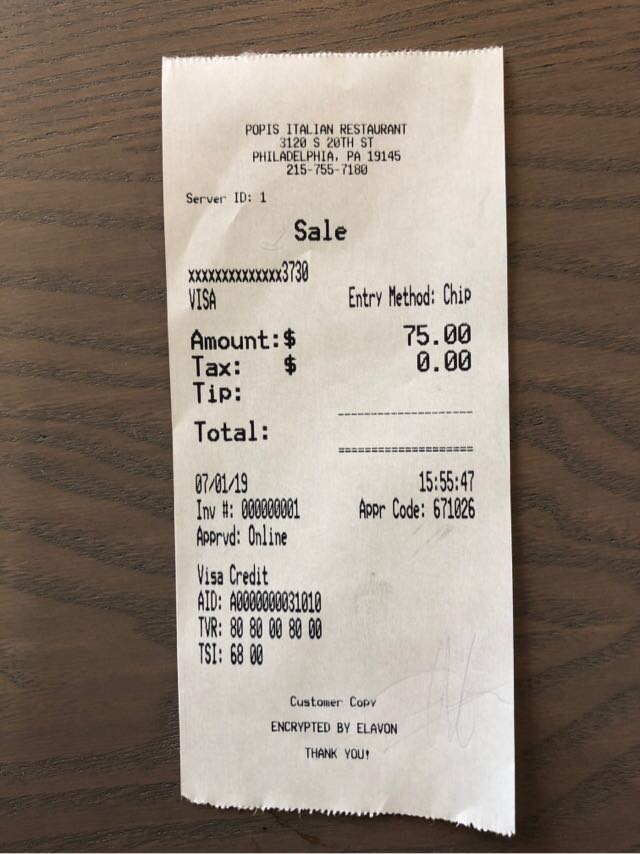 POPIS ITALIAN RESTAURANT
3120 S 20TH ST
PHILADELPHIA, PA 19145
215-755-7180
Server ID: 1
Sale
xxxxxxxxxxxxxx3730
VISA Entry Method: Chip
Amount:$ 75.00
Tax: $ 0.00
Tip:
Total:
07/01/19 15:55:47
Inv #: 000000001 Appr Code: 671026
Apprvd: Online
Visa Credit
AID: A0000000031010
TVR: 80 80 00 80 00
TSI: 68 00
Customer Copy
ENCRYPTED BY ELAVON
THANK YOU!